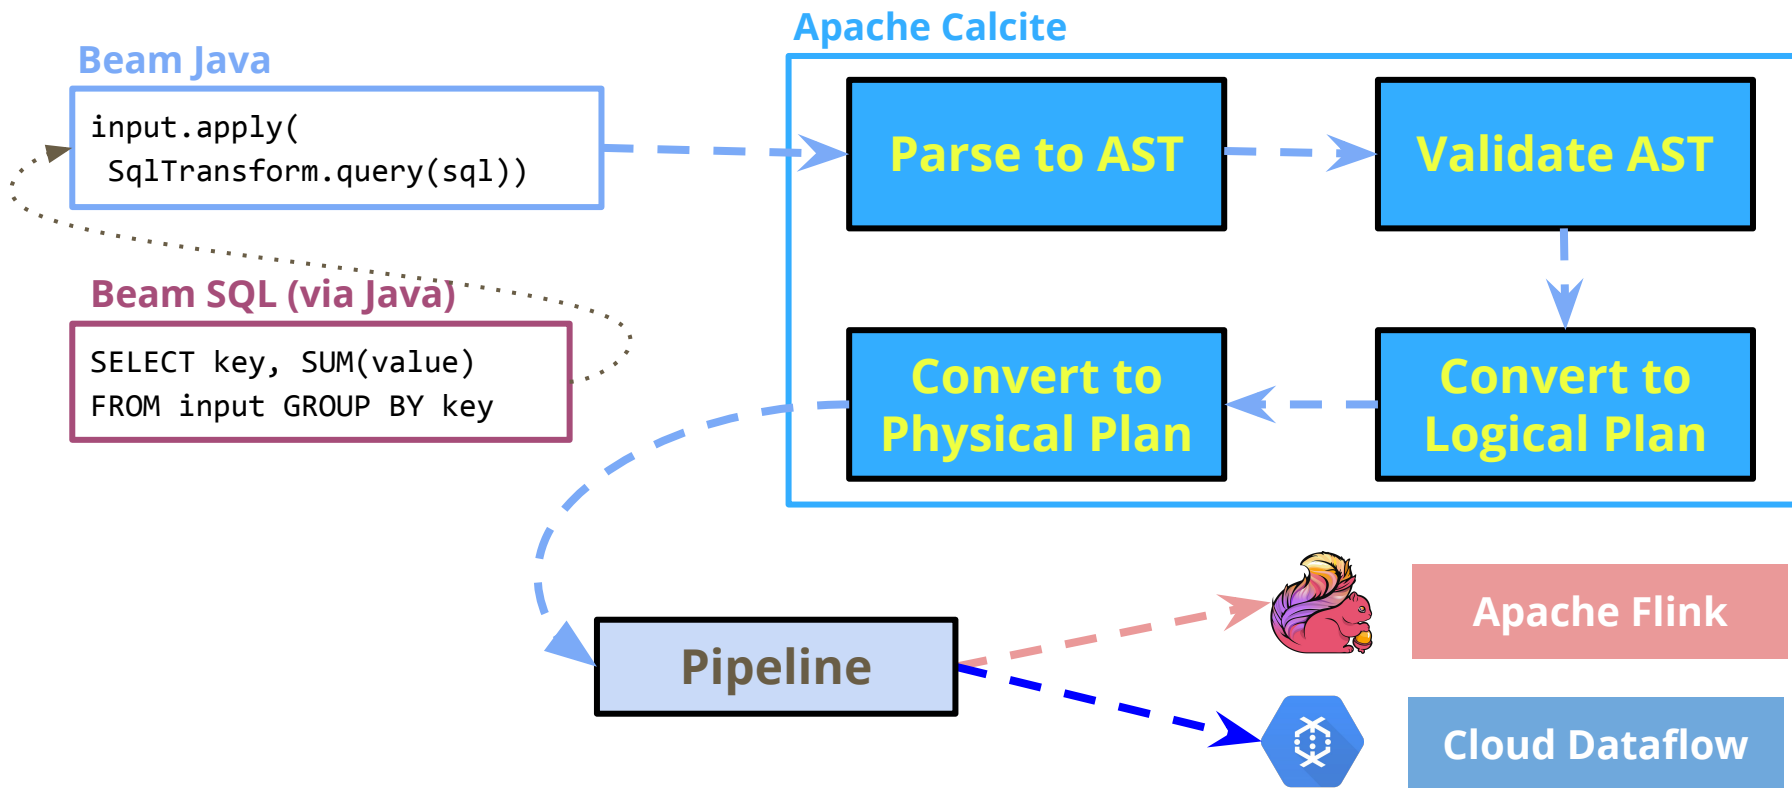 Apache Calcite
Beam Java
input.apply(
SqlTransform.query(sql))
Parse to AST
Validate AST
Beam SQL (via Java)
SELECT key, SUM(value)
FROM input GROUP BY key
Convert to
Physical Plan
Convert to
Logical Plan
Pipeline
Apache Flink
Cloud Dataflow